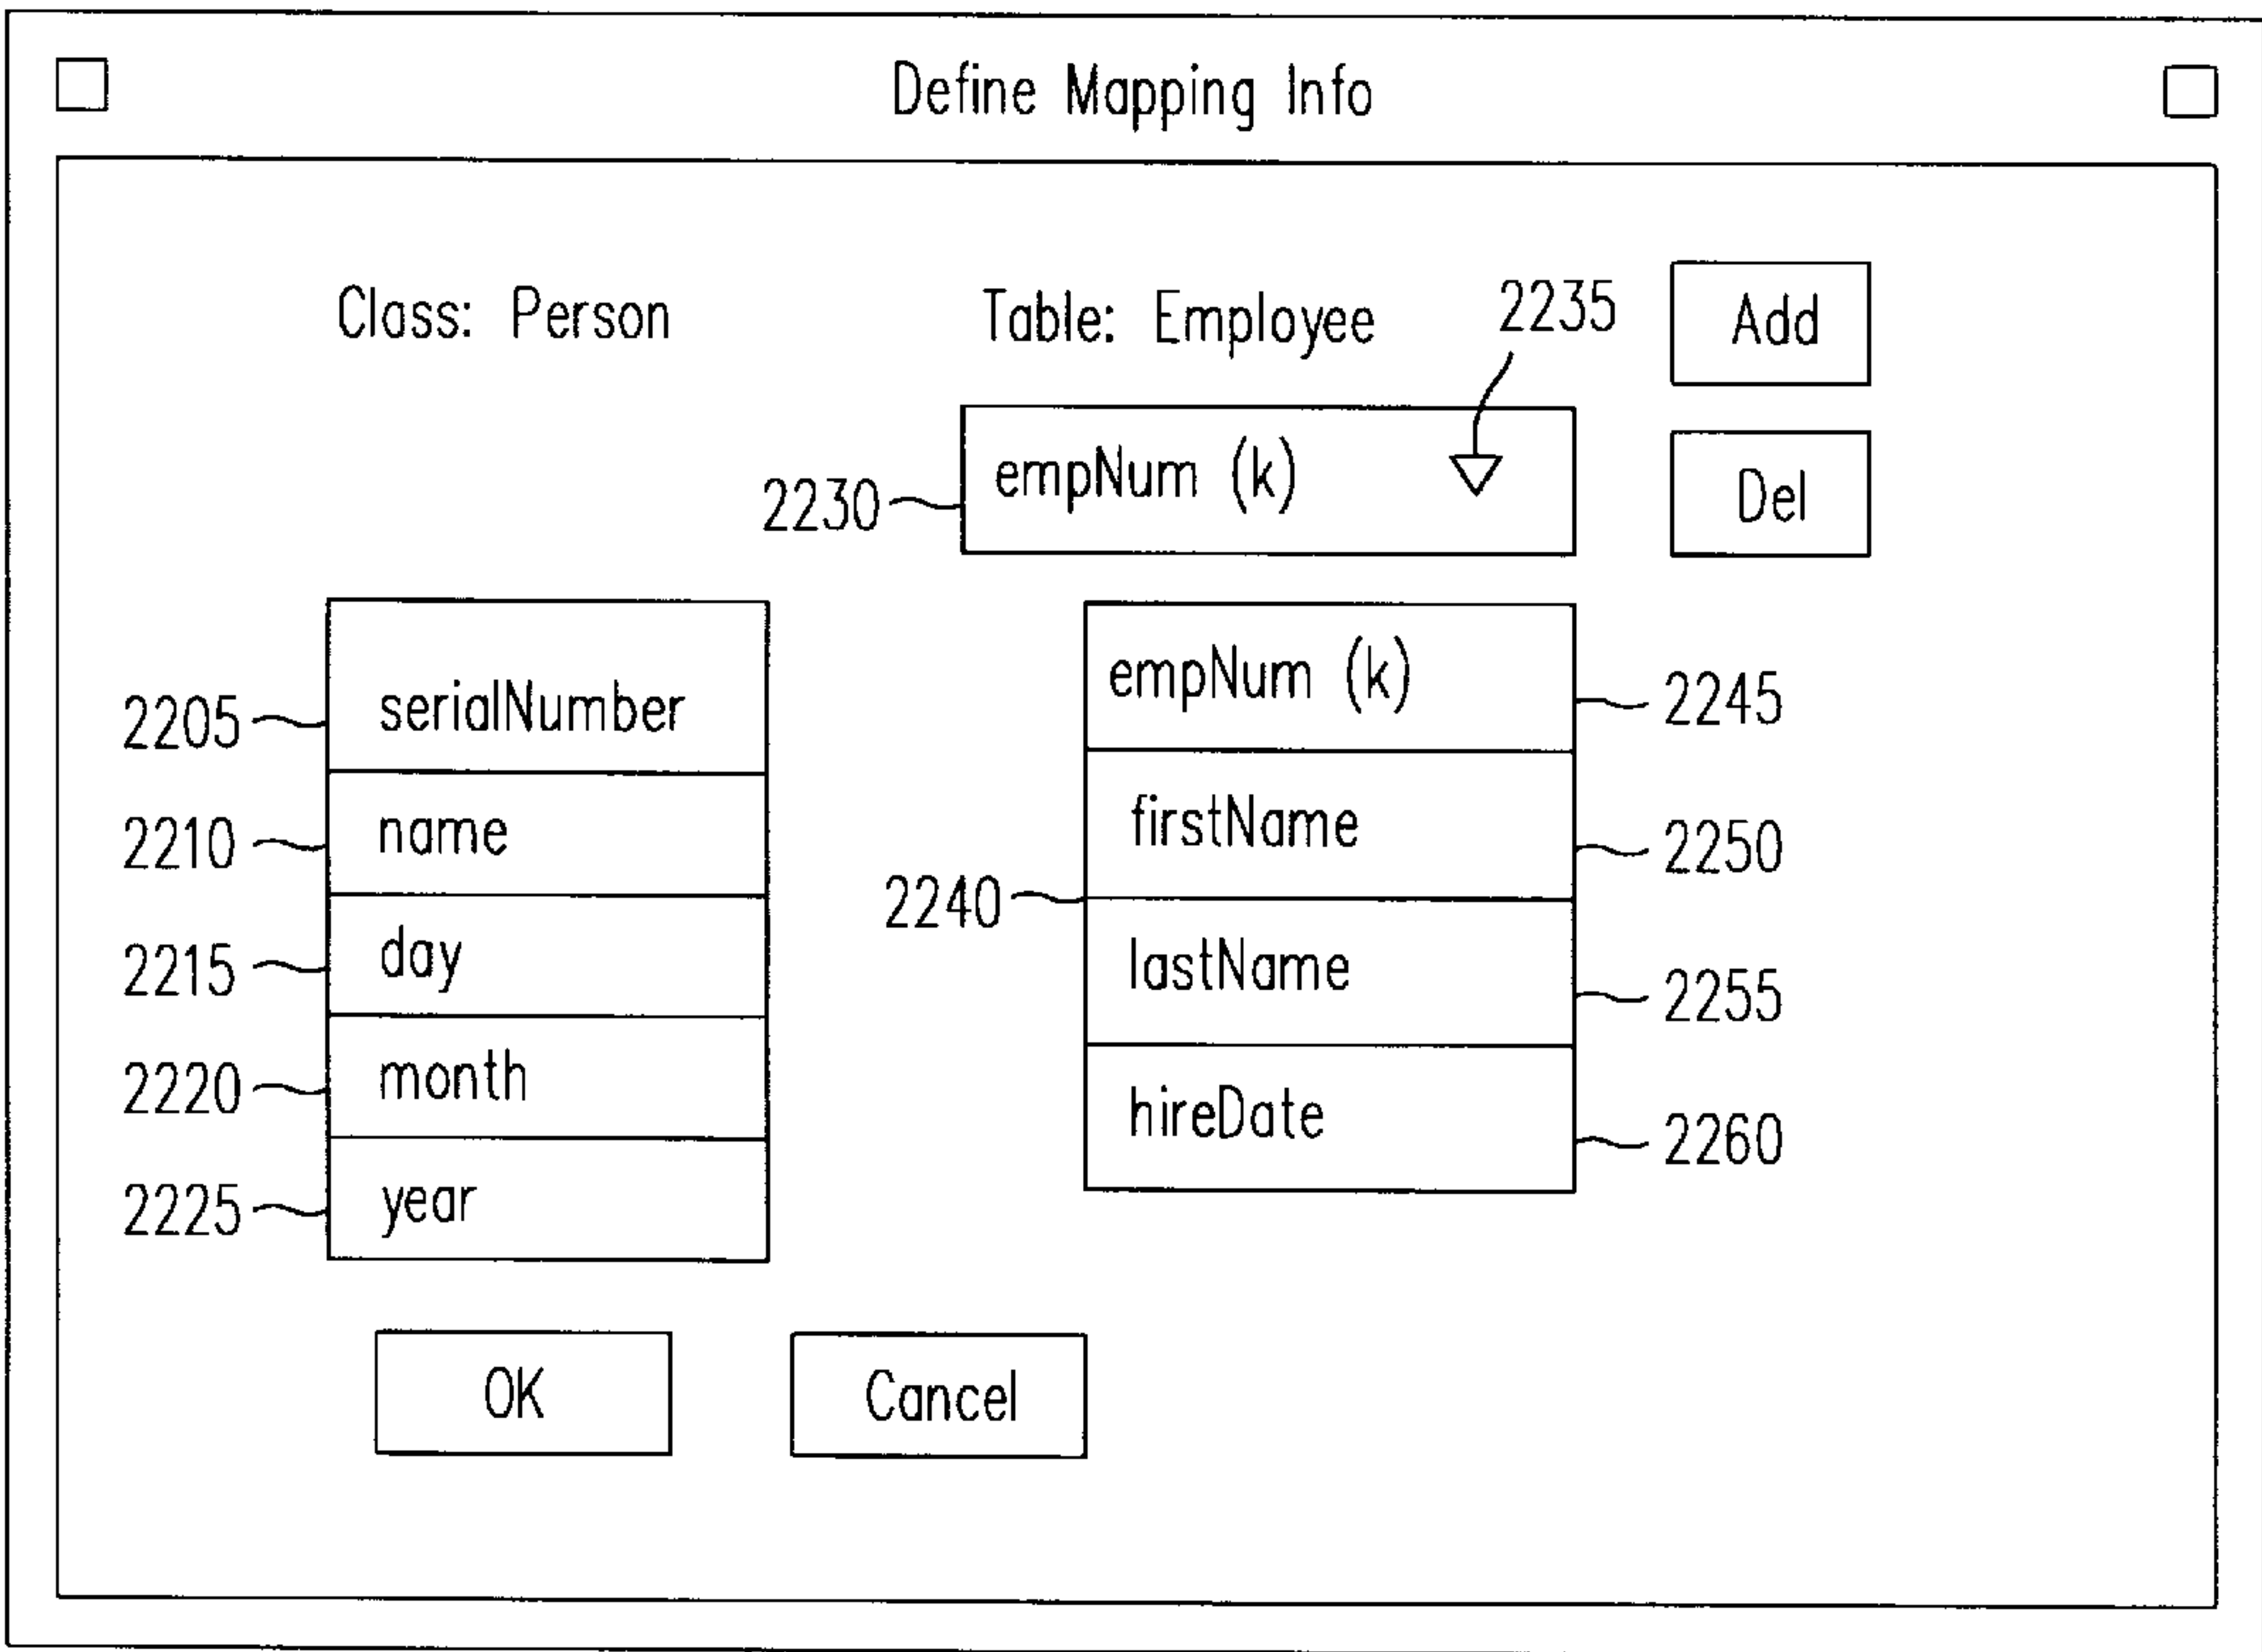 Define Mapping Info
Class: Person
Table: Employee
2235
Add
2230
empNum (k)
Del
2205
serialNumber
2210
name
2215
day
2220
month
2225
year
empNum (k)
2245
firstName
2250
2240
lastName
2255
hireDate
2260
OK
Cancel